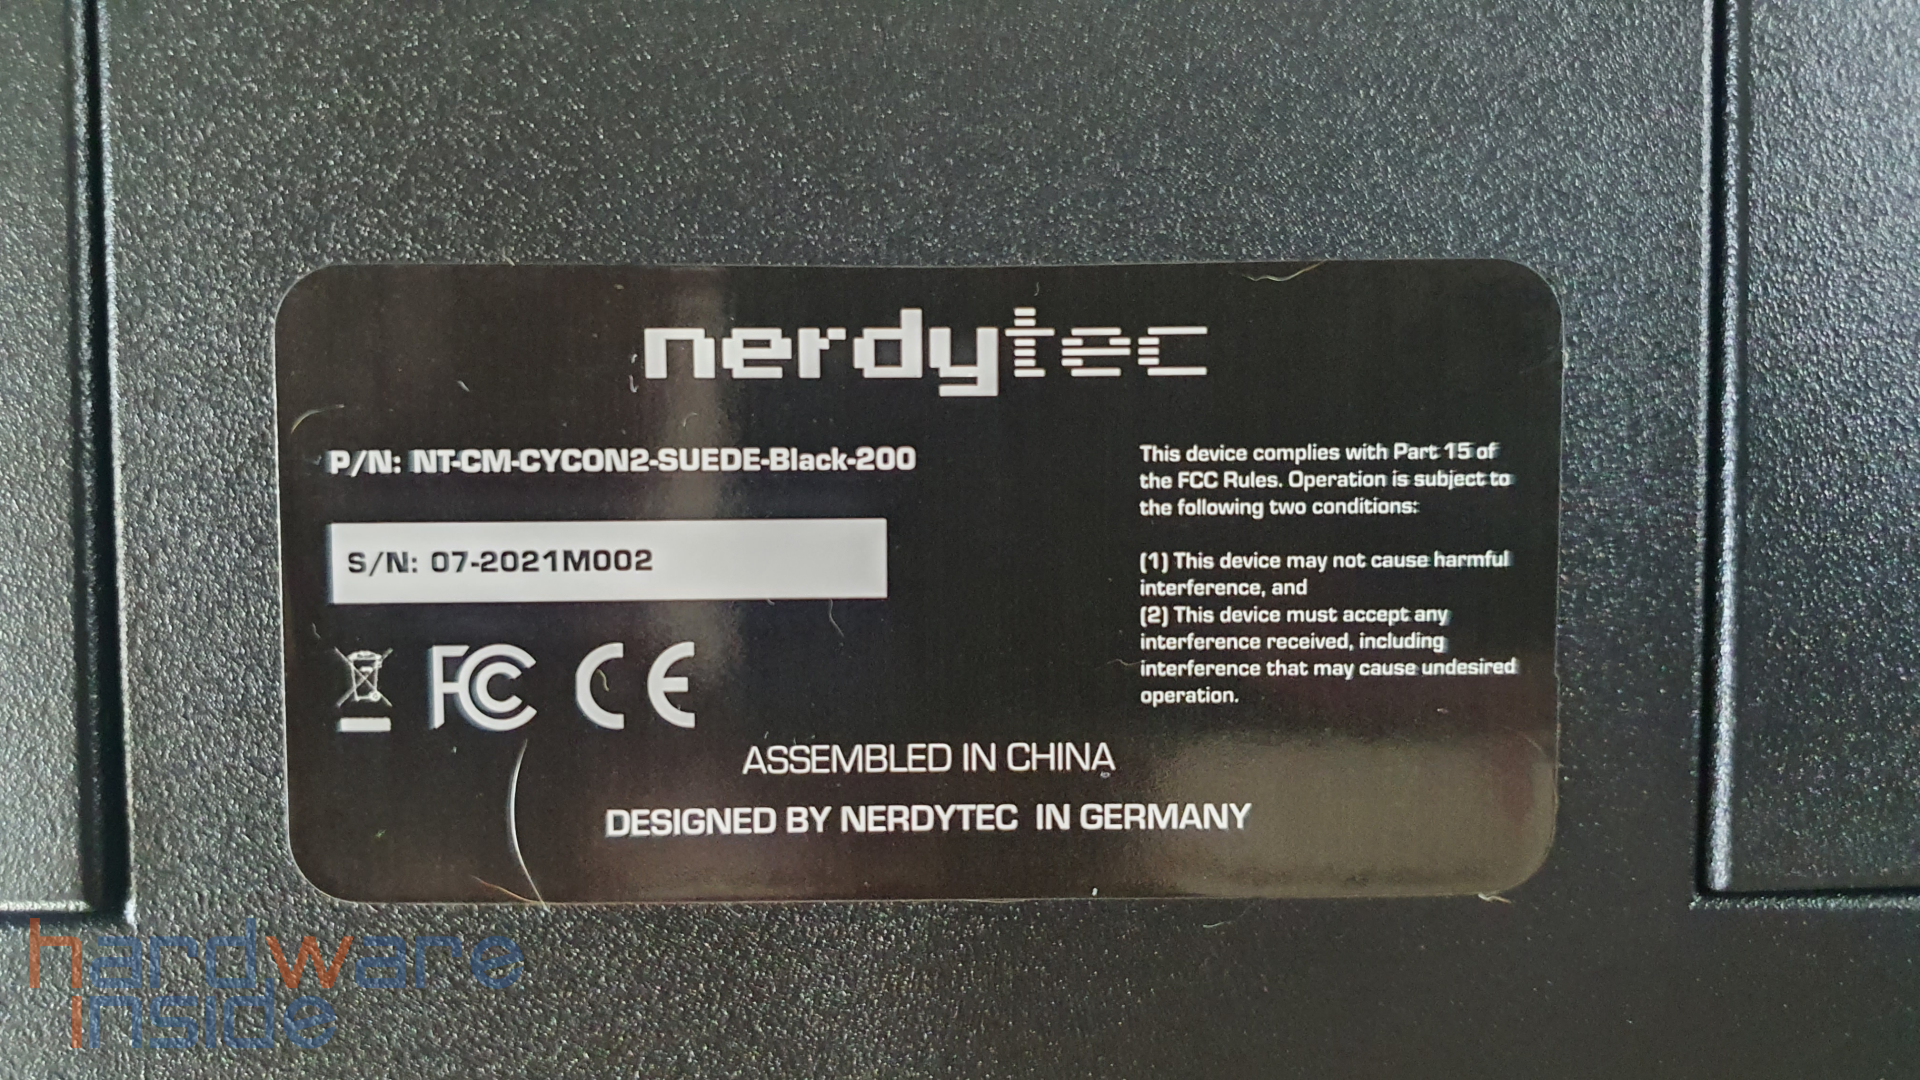 nerdytec
P/N: NT-CM-CYCON2-SUEDE-Black-200
S/N: 07-2021M002
FC CE
This device complies with Part 15 of
the FCC Rules. Operation is subject to
the following two conditions:
(1) This device may not cause harmful
interference, and
(2) This device must accept any
interference received, including
interference that may cause undesired
operation.
ASSEMBLED IN CHINA
DESIGNED BY NERDYTEC IN GERMANY
hardware
inside